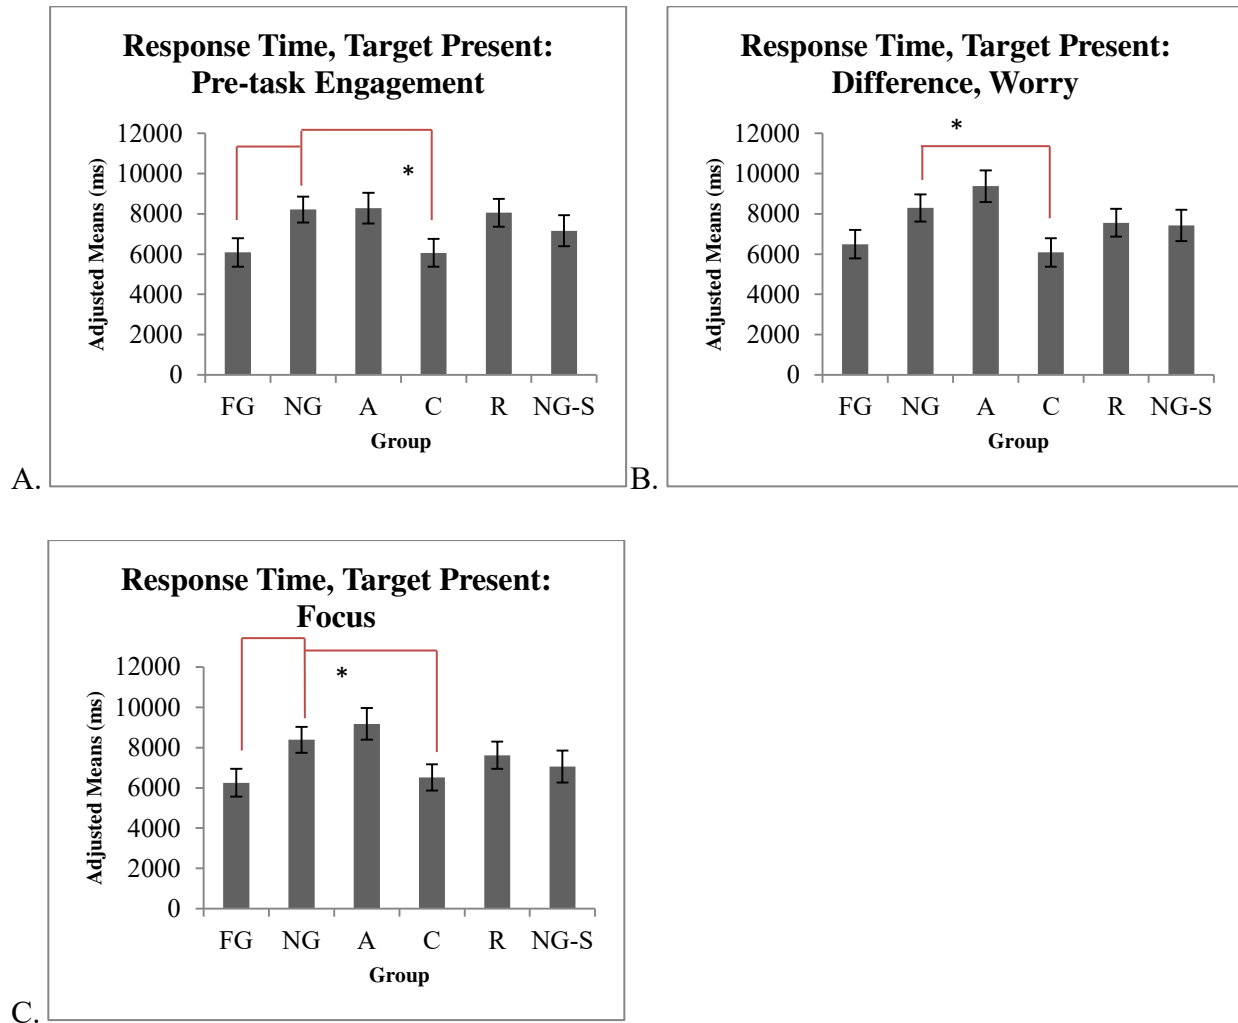 Response Time, Target Present:
Pre-task Engagement
*
Adjusted Means (ms)
12000
10000
8000
6000
4000
2000
0
FG NG A C R NG-S
Group
A.
Response Time, Target Present:
Difference, Worry
*
Adjusted Means (ms)
12000
10000
8000
6000
4000
2000
0
FG NG A C R NG-S
Group
B.
Response Time, Target Present:
Focus
*
Adjusted Means (ms)
12000
10000
8000
6000
4000
2000
0
FG NG A C R NG-S
Group
C.